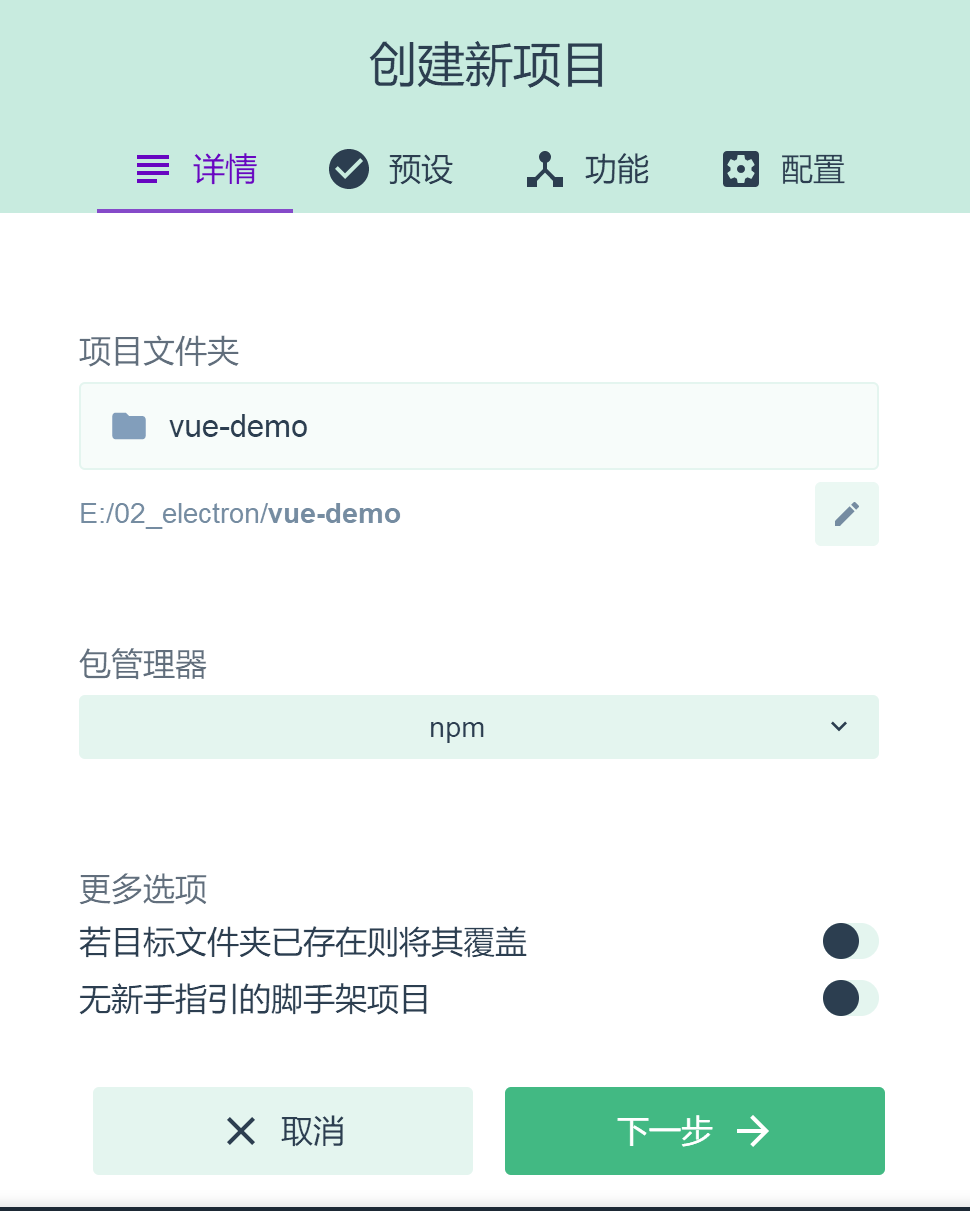 创建新项目
详情 预设 功能 配置
项目文件夹
vue-demo
E:/02_electron/vue-demo
包管理器
npm
更多选项
若目标文件夹已存在则将其覆盖
无新手指引的脚手架项目
取消 下一步